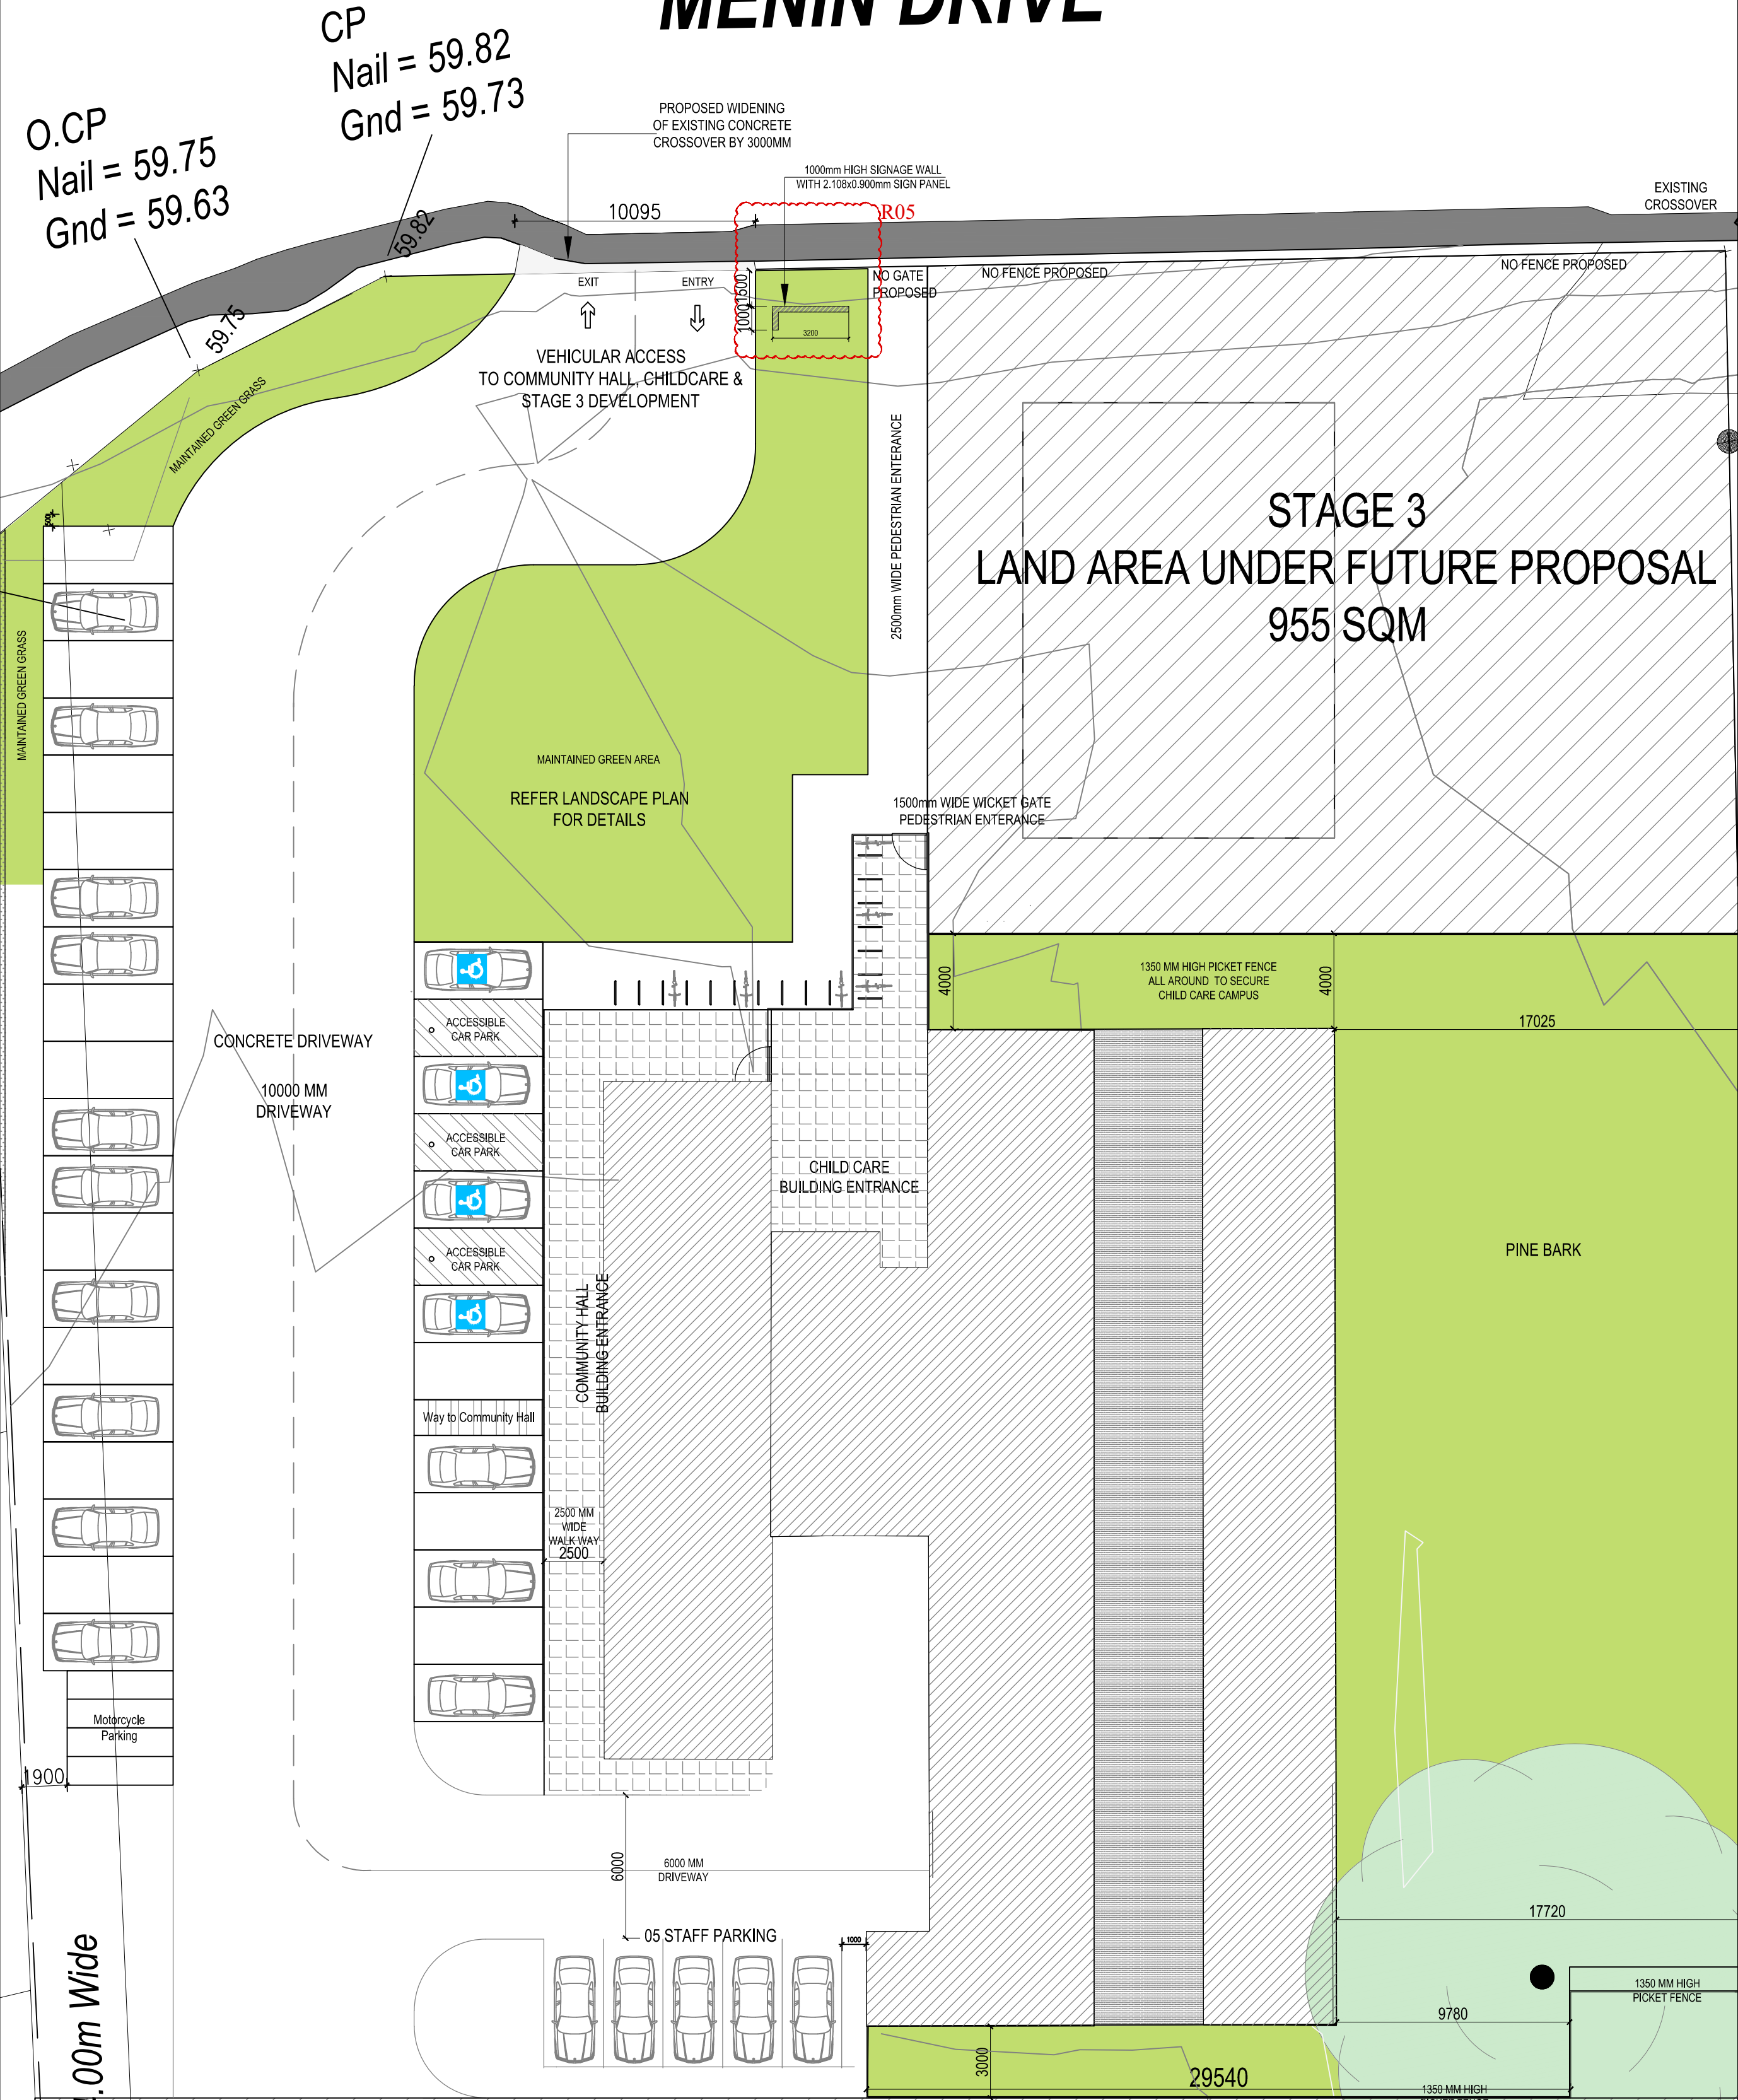 MENIN DRIVE
CP
Nail = 59.82
Gnd = 59.73
O.CP
Nail = 59.75
Gnd = 59.63
PROPOSED WIDENING
OF EXISTING CONCRETE
CROSSOVER BY 3000MM
1000mm HIGH SIGNAGE WALL
WITH 2.108x0.900mm SIGN PANEL
EXISTING
CROSSOVER
10095
R05
59.82
59.75
EXIT
ENTRY
1500
1000
3200
NO GATE
PROPOSED
NO FENCE PROPOSED
NO FENCE PROPOSED
VEHICULAR ACCESS
TO COMMUNITY HALL, CHILDCARE &
STAGE 3 DEVELOPMENT
MAINTAINED GREEN GRASS
2500mm WIDE PEDESTRIAN ENTERANCE
STAGE 3
LAND AREA UNDER FUTURE PROPOSAL
955 SQM
MAINTAINED GREEN GRASS
MAINTAINED GREEN AREA
REFER LANDSCAPE PLAN
FOR DETAILS
1500mm WIDE WICKET GATE
PEDESTRIAN ENTERANCE
4000
1350 MM HIGH PICKET FENCE
ALL AROUND TO SECURE
CHILD CARE CAMPUS
4000
17025
CONCRETE DRIVEWAY
10000 MM
DRIVEWAY
ACCESSIBLE
CAR PARK
ACCESSIBLE
CAR PARK
ACCESSIBLE
CAR PARK
CHILD CARE
BUILDING ENTRANCE
PINE BARK
COMMUNITY HALL
BUILDING ENTRANCE
Way to Community Hall
2500 MM
WIDE
WALK WAY
2500
Motorcycle
Parking
1900
6000
6000 MM
DRIVEWAY
05 STAFF PARKING
1000
17720
1350 MM HIGH
PICKET FENCE
9780
.00m Wide
3000
29540
1350 MM HIGH